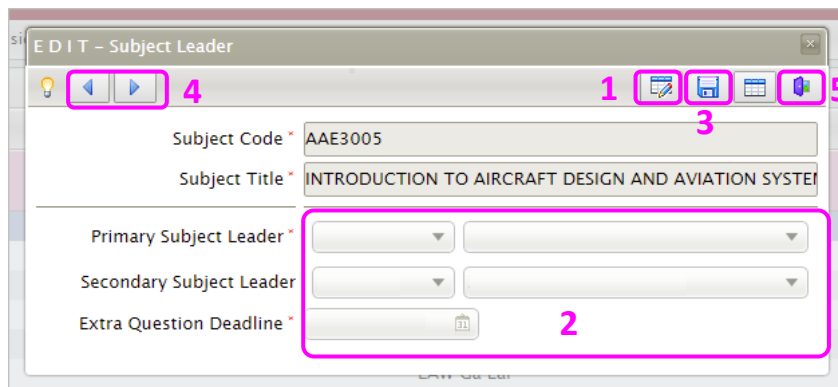 E D I T – Subject Leader
4
1
3
5
Subject Code * AAE3005
Subject Title * INTRODUCTION TO AIRCRAFT DESIGN AND AVIATION
Primary Subject Leader *
Secondary Subject Leader
Extra Question Deadline * 31
2